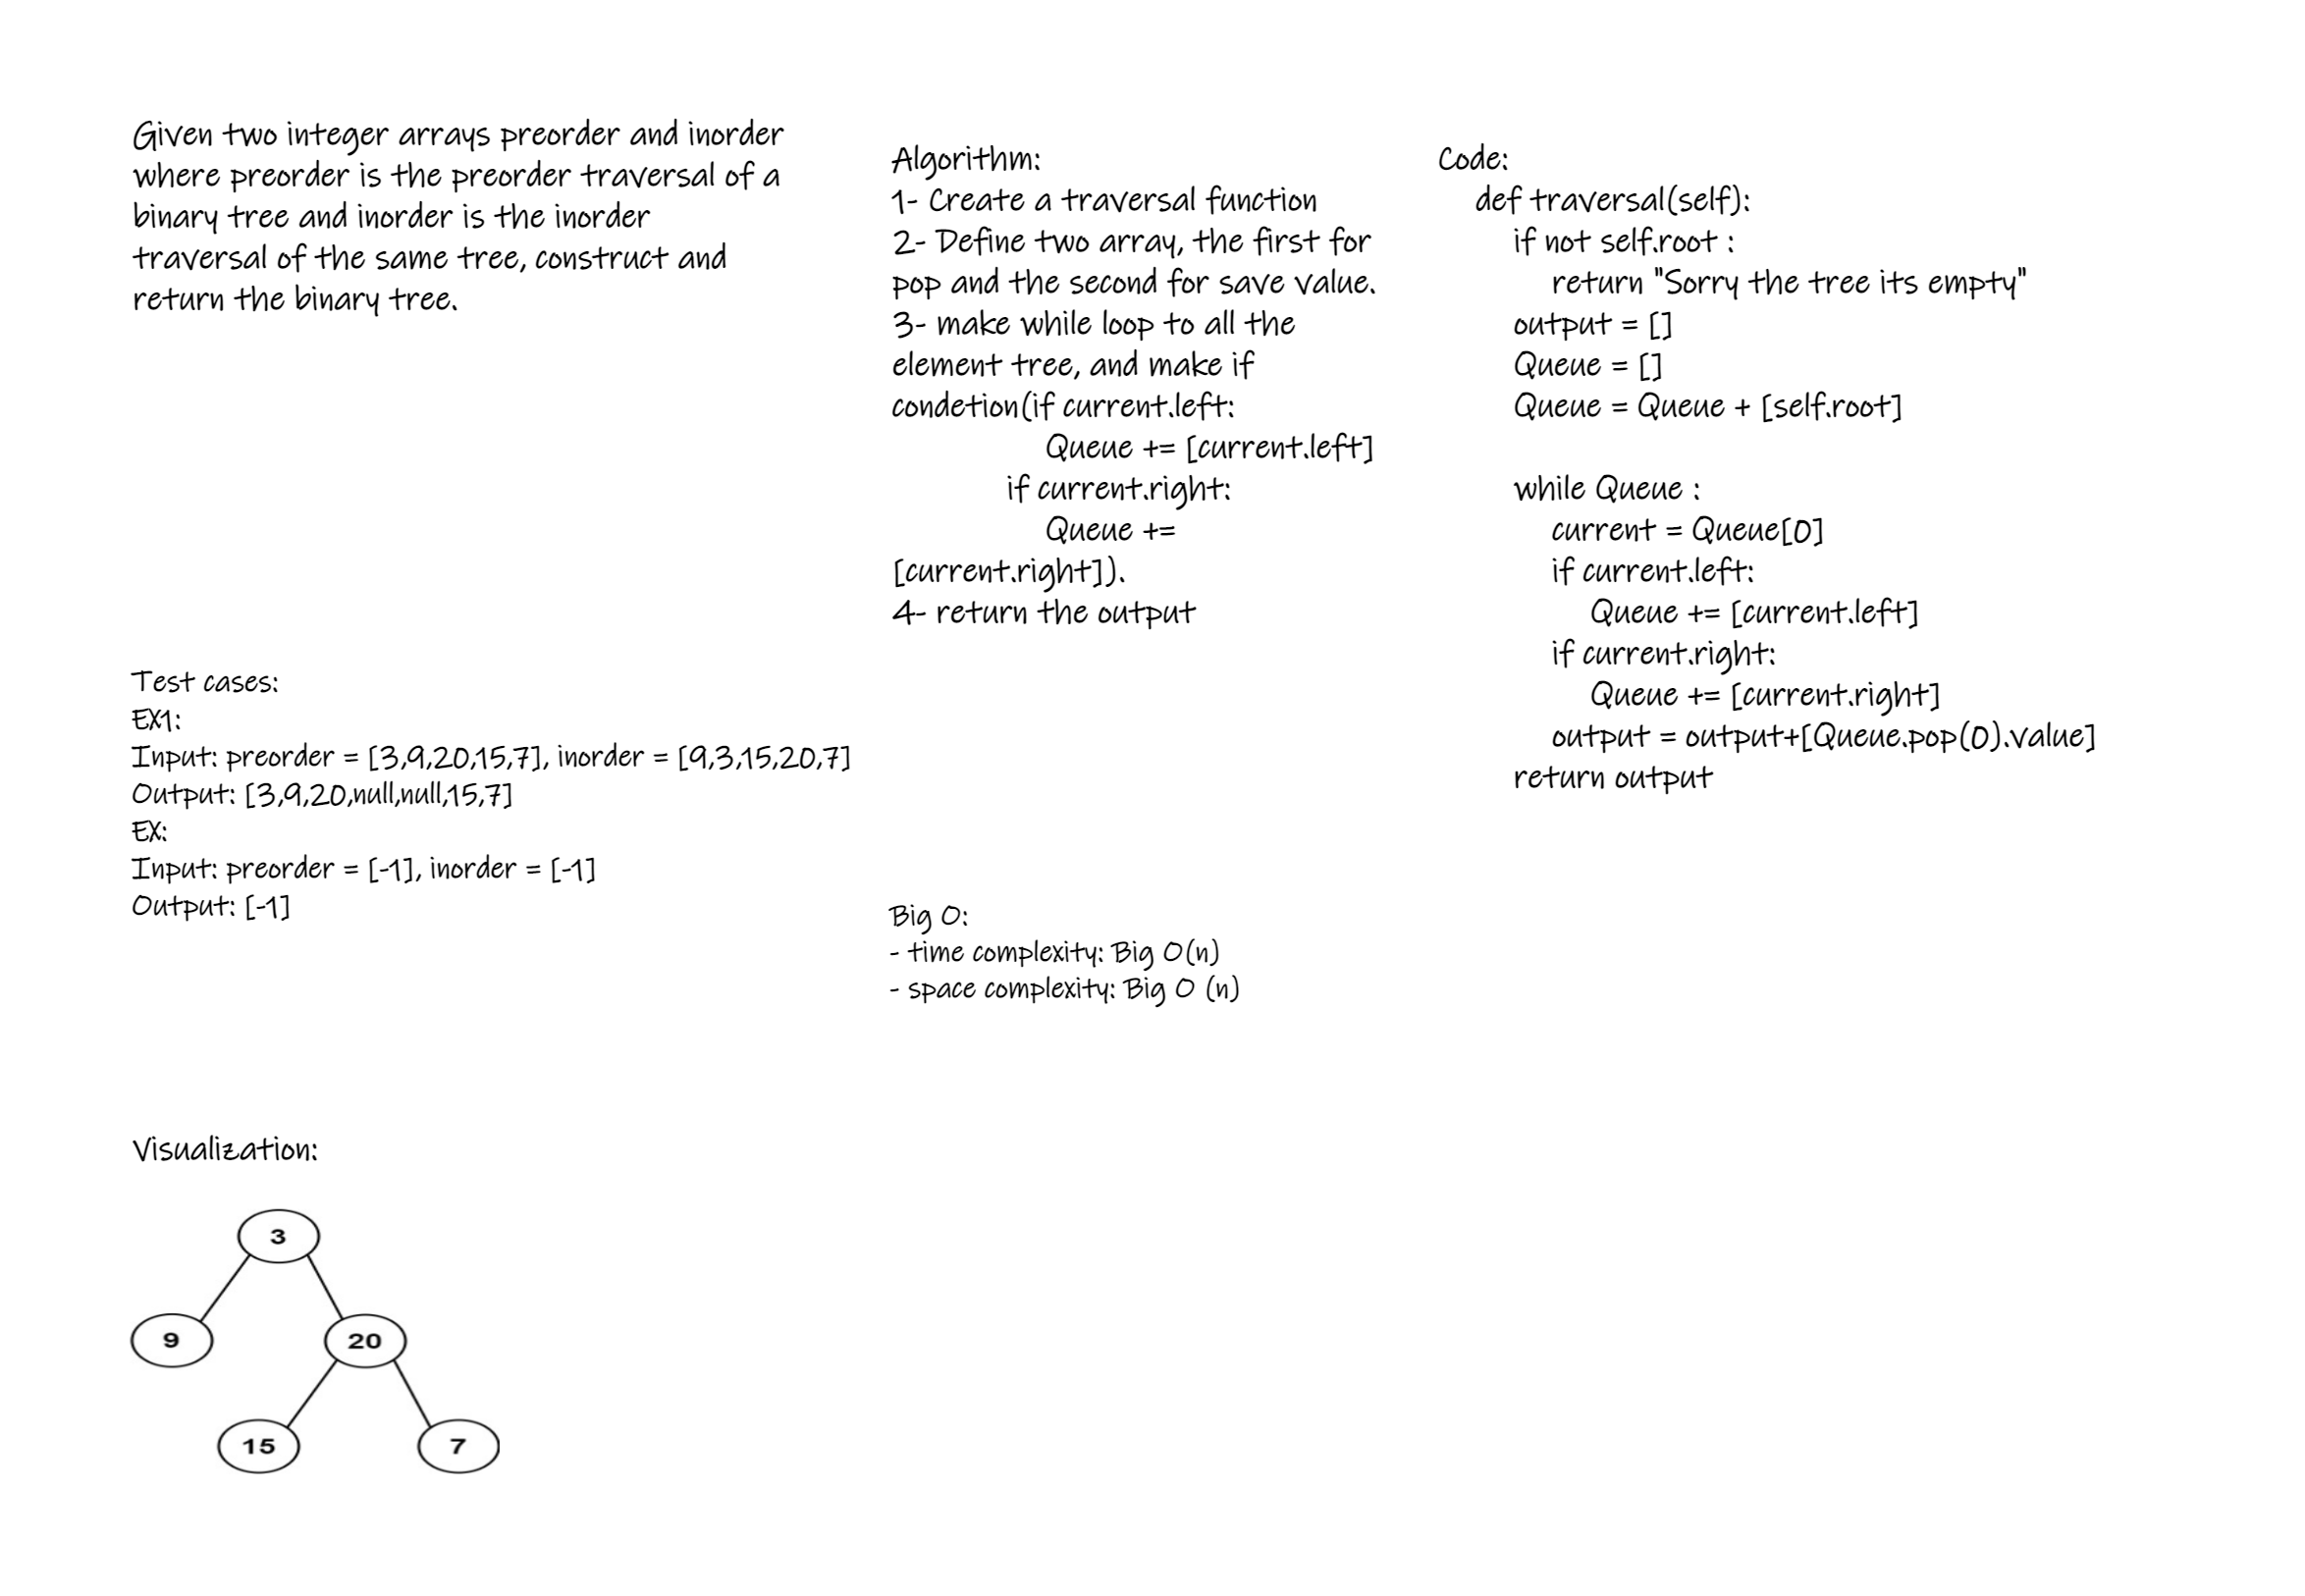 Given two integer arrays preorder and inorder
where preorder is the preorder traversal of a
binary tree and inorder is the inorder
traversal of the same tree, construct and
return the binary tree.
Test cases:
EX1:
Input: preorder = [3,9,20,15,7], inorder = [9,3,15,20,7]
Output: [3,9,20,null,null,15,7]
EX:
Input: preorder = [-1], inorder = [-1]
Output: [-1]
Visualization:
3
9
20
15
7
Algorithm:
1- Create a traversal function
2- Define two array, the first for
pop and the second for save value.
3- make while loop to all the
element tree, and make if
condetion(if current.left:
Queue += [current.left]
if current.right:
Queue +=
[current.right]).
4- return the output
Big O:
- time complexity: Big O(n)
- space complexity: Big O (n)
Code:
def traversal(self):
if not self.root :
return "Sorry the tree its empty"
output = []
Queue = []
Queue = Queue + [self.root]
while Queue :
current = Queue[0]
if current.left:
Queue += [current.left]
if current.right:
Queue += [current.right]
output = output+[Queue.pop(0).value]
return output